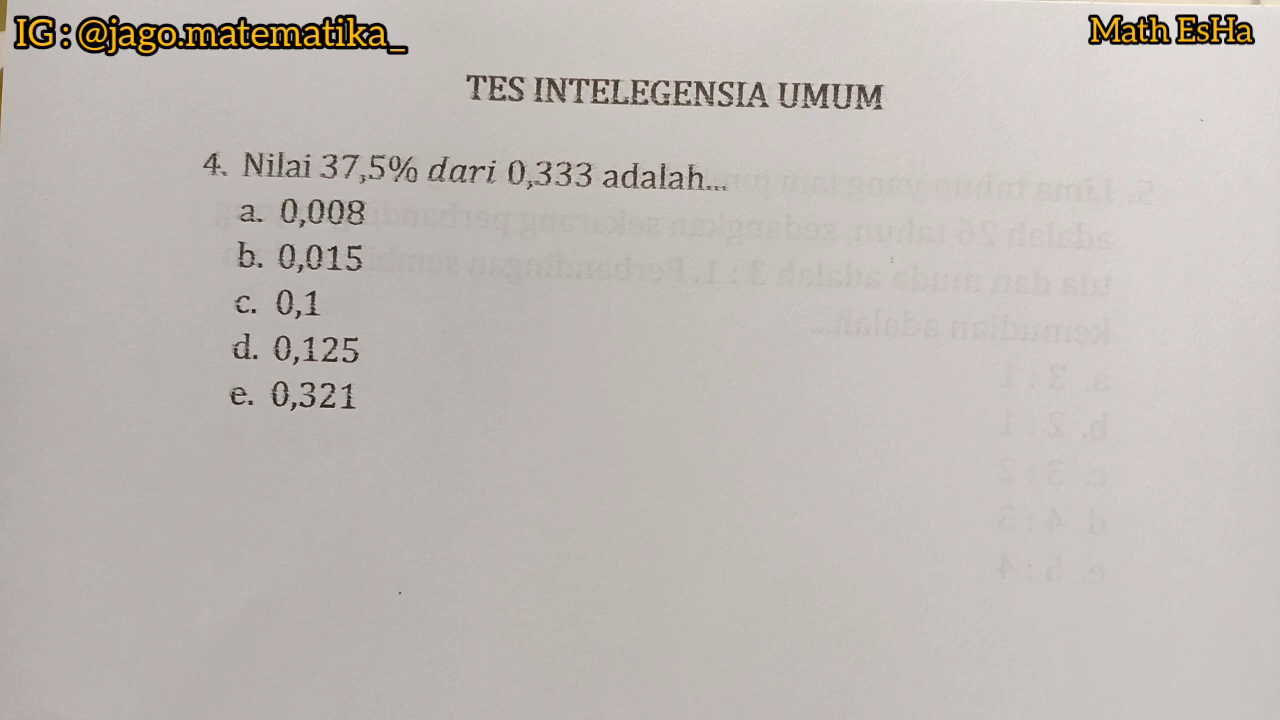 IG : @jago.matematika_
Math EsHa
TES INTELEGENSIA UMUM
4. Nilai 37,5% dari 0,333 adalah...
a. 0,008
b. 0,015
c. 0,1
d. 0,125
e. 0,321